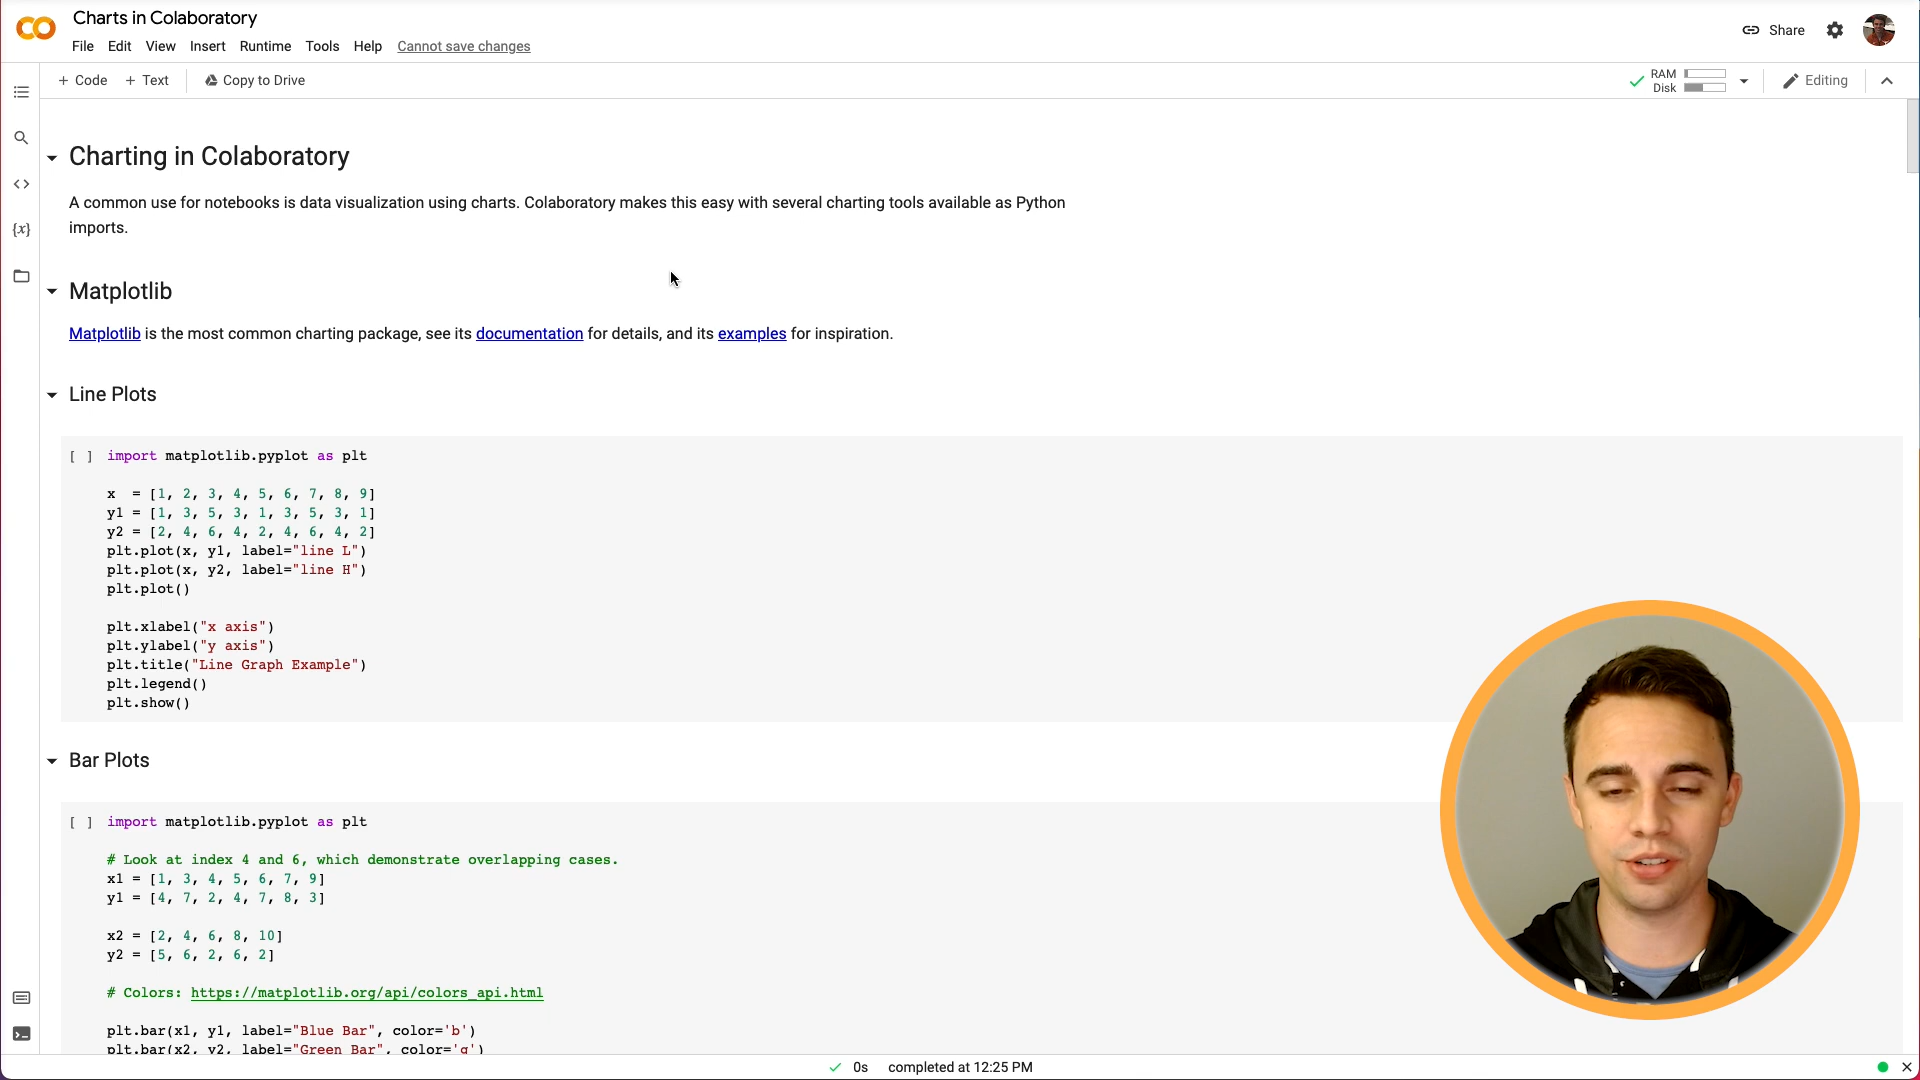 Charts in Colaboratory
File Edit View Insert Runtime Tools Help Cannot save changes
Share
+ Code + Text Copy to Drive
RAM
Disk
Editing
Charting in Colaboratory
A common use for notebooks is data visualization using charts. Colaboratory makes this easy with several charting tools available as Python
imports.
{x}
Matplotlib
Matplotlib is the most common charting package, see its documentation for details, and its examples for inspiration.
Line Plots
[ ] import matplotlib.pyplot as plt
x  = [1, 2, 3, 4, 5, 6, 7, 8, 9]
y1 = [1, 3, 5, 3, 1, 3, 5, 3, 1]
y2 = [2, 4, 6, 4, 2, 4, 6, 4, 2]
plt.plot(x, y1, label="line L")
plt.plot(x, y2, label="line H")
plt.plot()
plt.xlabel("x axis")
plt.ylabel("y axis")
plt.title("Line Graph Example")
plt.legend()
plt.show()
Bar Plots
[ ] import matplotlib.pyplot as plt
# Look at index 4 and 6, which demonstrate overlapping cases.
x1 = [1, 3, 4, 5, 6, 7, 9]
y1 = [4, 7, 2, 4, 7, 8, 3]
x2 = [2, 4, 6, 8, 10]
y2 = [5, 6, 2, 6, 2]
# Colors: https://matplotlib.org/api/colors_api.html
plt.bar(x1, y1, label="Blue Bar", color='b')
plt.bar(x2, y2, label="Green Bar", color='g')
0s completed at 12:25 PM